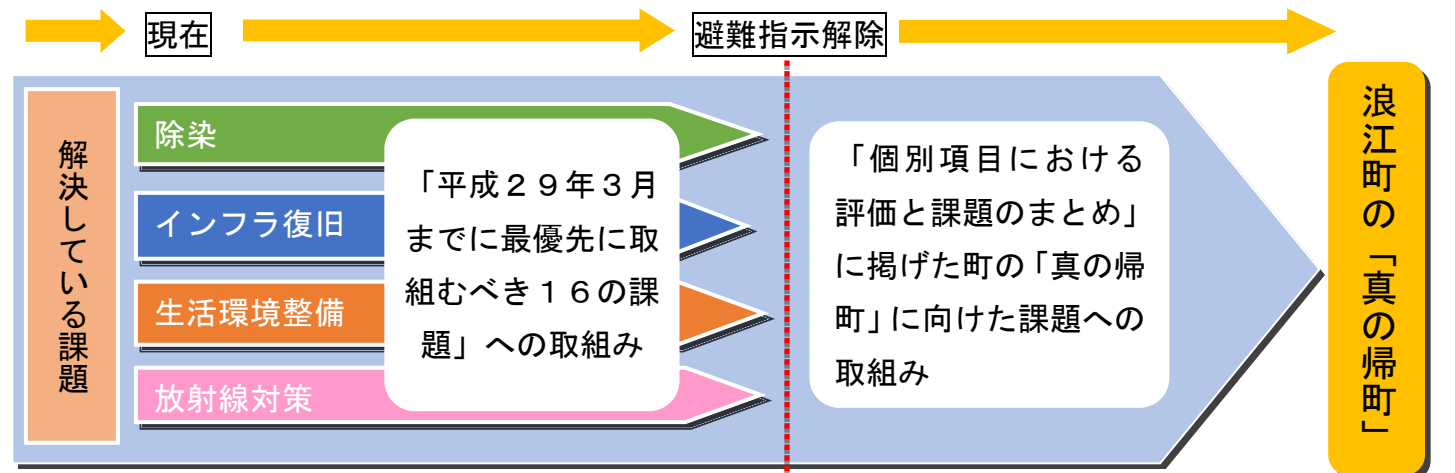 現在
避難指示解除
解決している課題
除染
インフラ復旧
生活環境整備
放射線対策
「平成２９年３月
までに最優先に取
組むべき１６の課
題」への取組み
「個別項目における
評価と課題のまとめ」
に掲げた町の「真の帰
町」に向けた課題への
取組み
浪江町の「真の帰町」